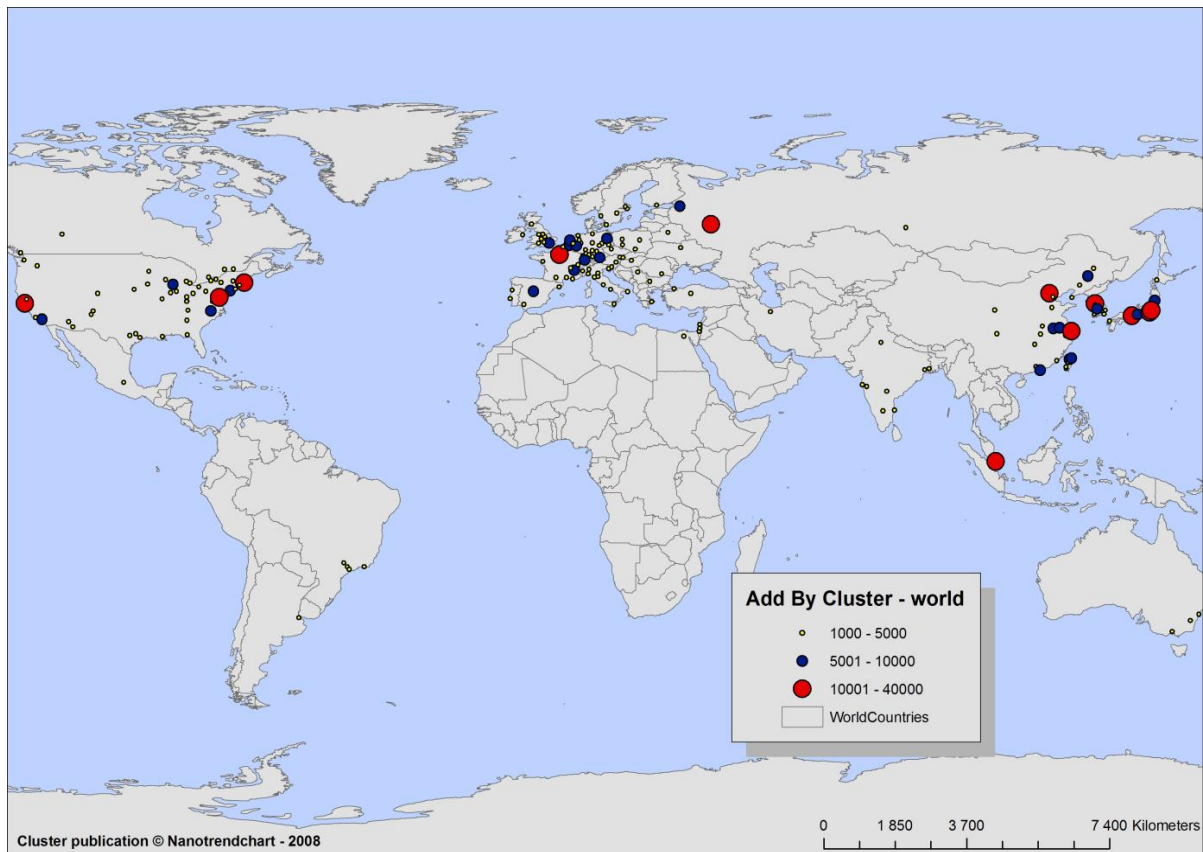 Add By Cluster - world
1000 - 5000
5001 - 10000
10001 - 40000
WorldCountries
0 1 850 3 700 7 400 Kilometers
Cluster publication © Nanotrendchart - 2008